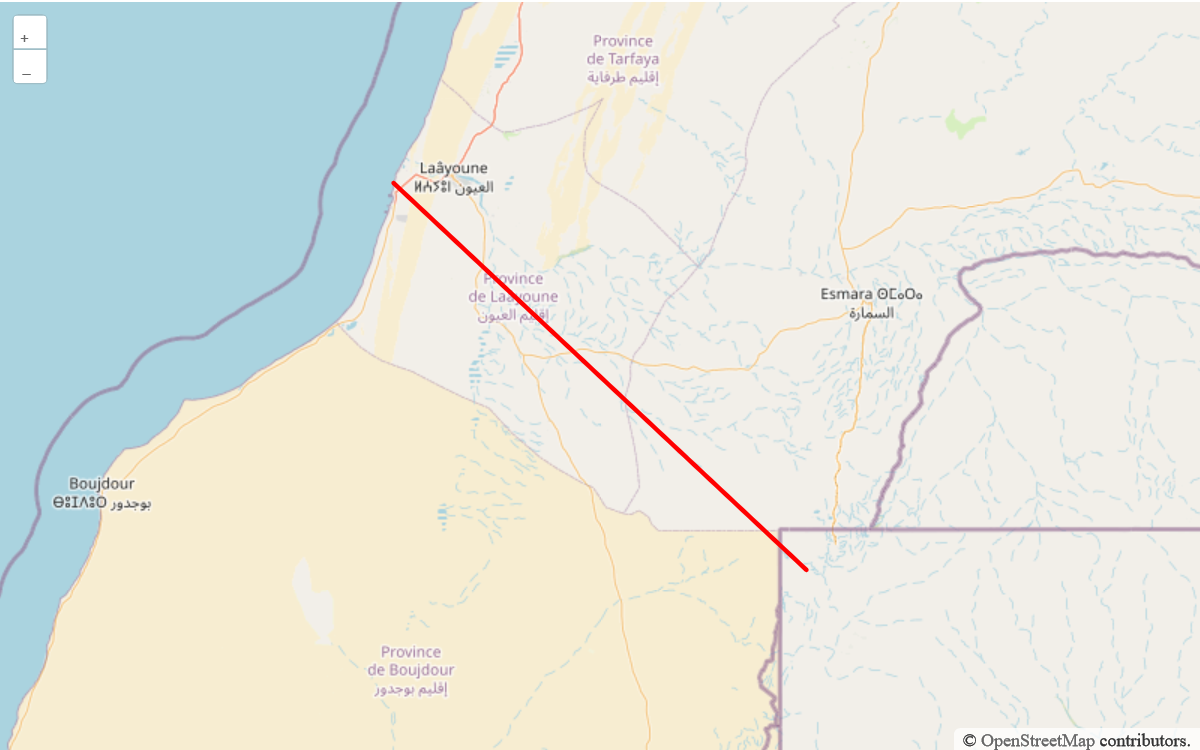 +
–
Province
de Tarfaya
إقليم طرفاية
Laâyoune
ⵍⵄⵢⵓⵏ العيون
Province
de Laâyoune
إقليم العيون
Esmara ⵙⵎⴰⵔⴰ
السمارة
Boujdour
ⴱⵓⵊⴷⵓⵔ بوجدور
Province
de Boujdour
إقليم بوجدور
© OpenStreetMap contributors.